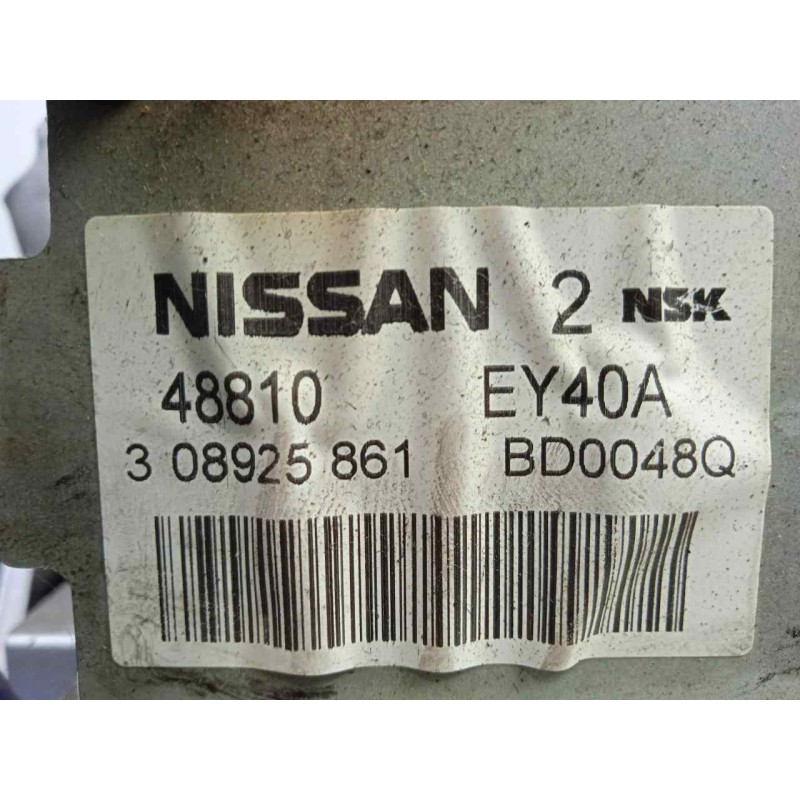 NISSAN 2 NSK
48810 EY40A
3 08925 861 BD0048Q